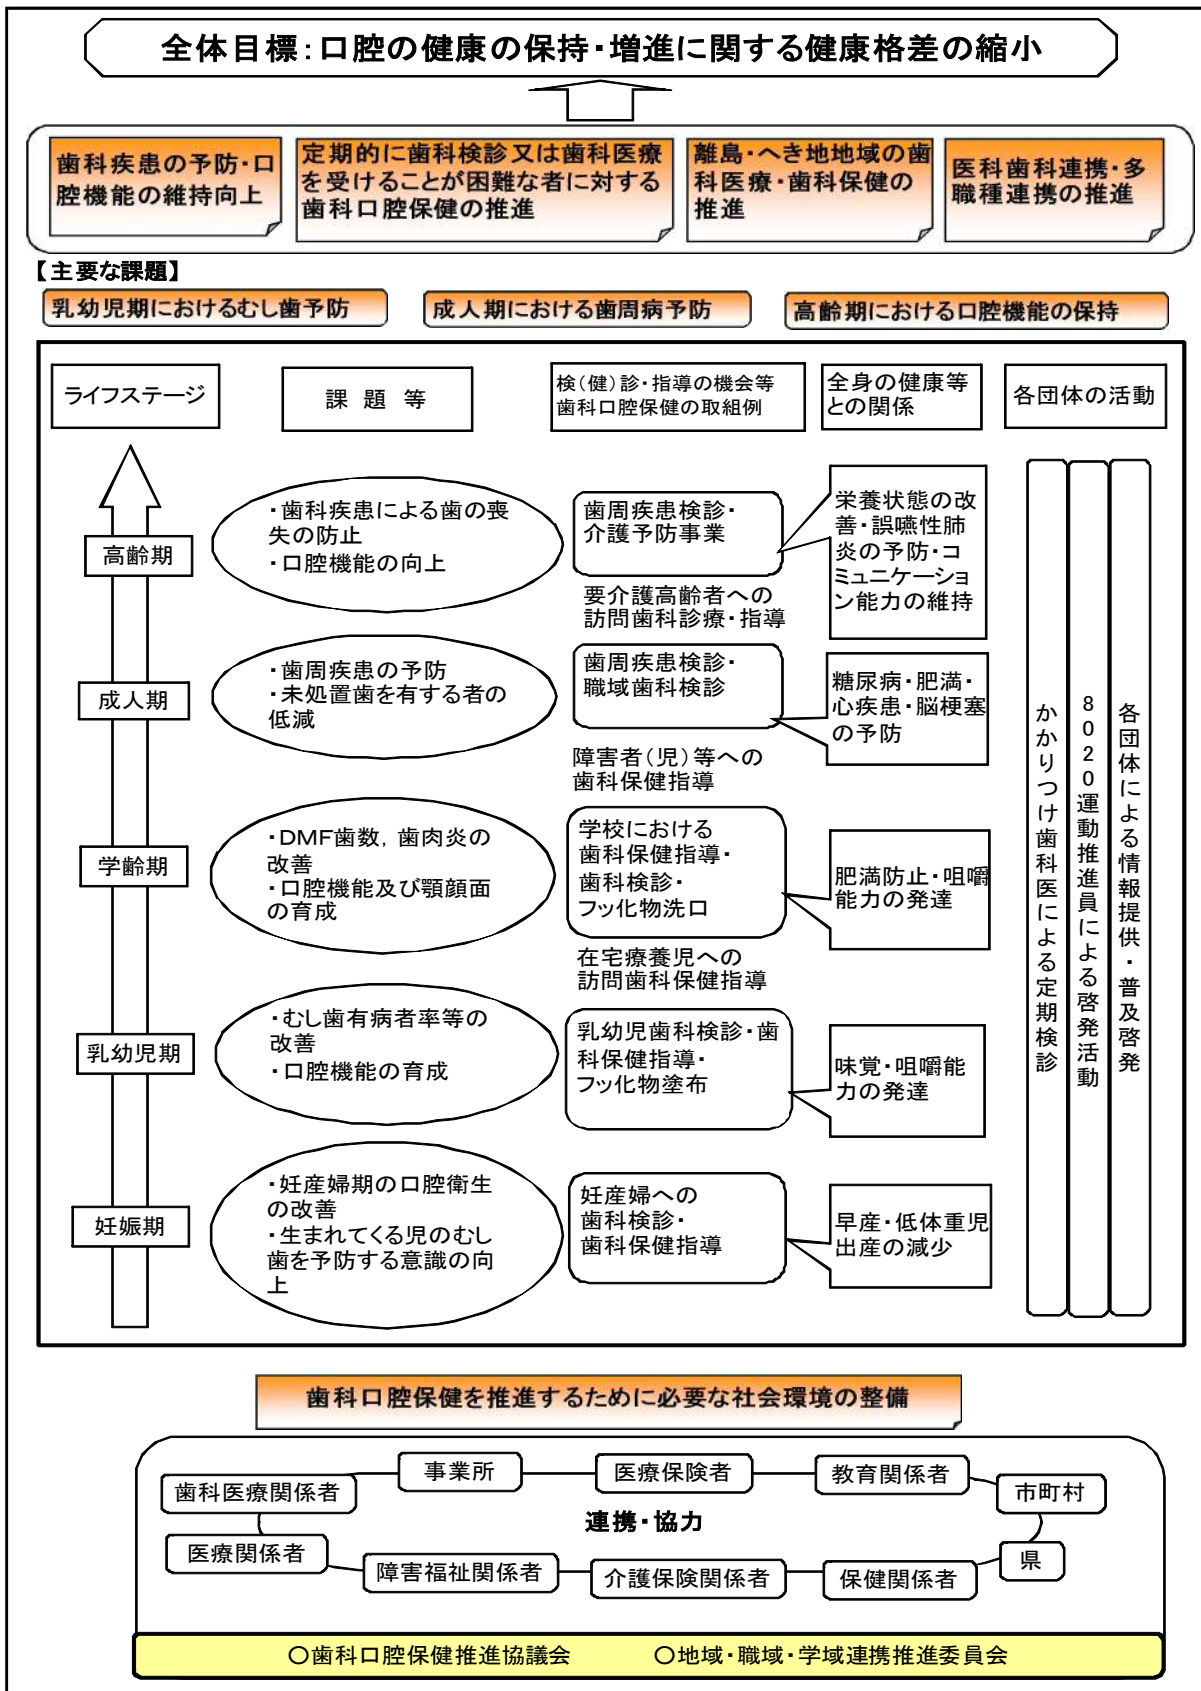 全体目標：口腔の健康の保持・増進に関する健康格差の縮小
歯科疾患の予防・口
腔機能の維持向上
定期的に歯科検診又は歯科医療
を受けることが困難な者に対する
歯科口腔保健の推進
離島・へき地地域の歯
科医療・歯科保健の
推進
医科歯科連携・多
職種連携の推進
【主要な課題】
乳幼児期におけるむし歯予防
成人期における歯周病予防
高齢期における口腔機能の保持
ライフステージ
課 題 等
検（健）診・指導の機会等
歯科口腔保健の取組例
全身の健康等
との関係
各団体の活動
高齢期
・歯科疾患による歯の喪
失の防止
・口腔機能の向上
歯周疾患検診・
介護予防事業
栄養状態の改
善・誤嚥性肺
炎の予防・コ
ミュニケーショ
ン能力の維持
要介護高齢者への
訪問歯科診療・指導
成人期
・歯周疾患の予防
・未処置歯を有する者の
低減
歯周疾患検診・
職域歯科検診
糖尿病・肥満・
心疾患・脳梗塞
の予防
障害者（児）等への
歯科保健指導
学齢期
・ＤＭＦ歯数，歯肉炎の
改善
・口腔機能及び顎顔面
の育成
学校における
歯科保健指導・
歯科検診・
フッ化物洗口
肥満防止・咀嚼
能力の発達
在宅療養児への
訪問歯科保健指導
乳幼児期
・むし歯有病者率等の
改善
・口腔機能の育成
乳幼児歯科検診・歯
科保健指導・
フッ化物塗布
味覚・咀嚼能
力の発達
妊娠期
・妊産婦期の口腔衛生
の改善
・生まれてくる児のむし
歯を予防する意識の向
上
妊産婦への
歯科検診・
歯科保健指導
早産・低体重児
出産の減少
かかりつけ歯科医による定期検診
８０２０運動推進員による啓発活動
各団体による情報提供・普及啓発
歯科口腔保健を推進するために必要な社会環境の整備
歯科医療関係者
事業所
医療保険者
教育関係者
市町村
連携・協力
医療関係者
障害福祉関係者
介護保険関係者
保健関係者
県
○歯科口腔保健推進協議会
○地域・職域・学域連携推進委員会